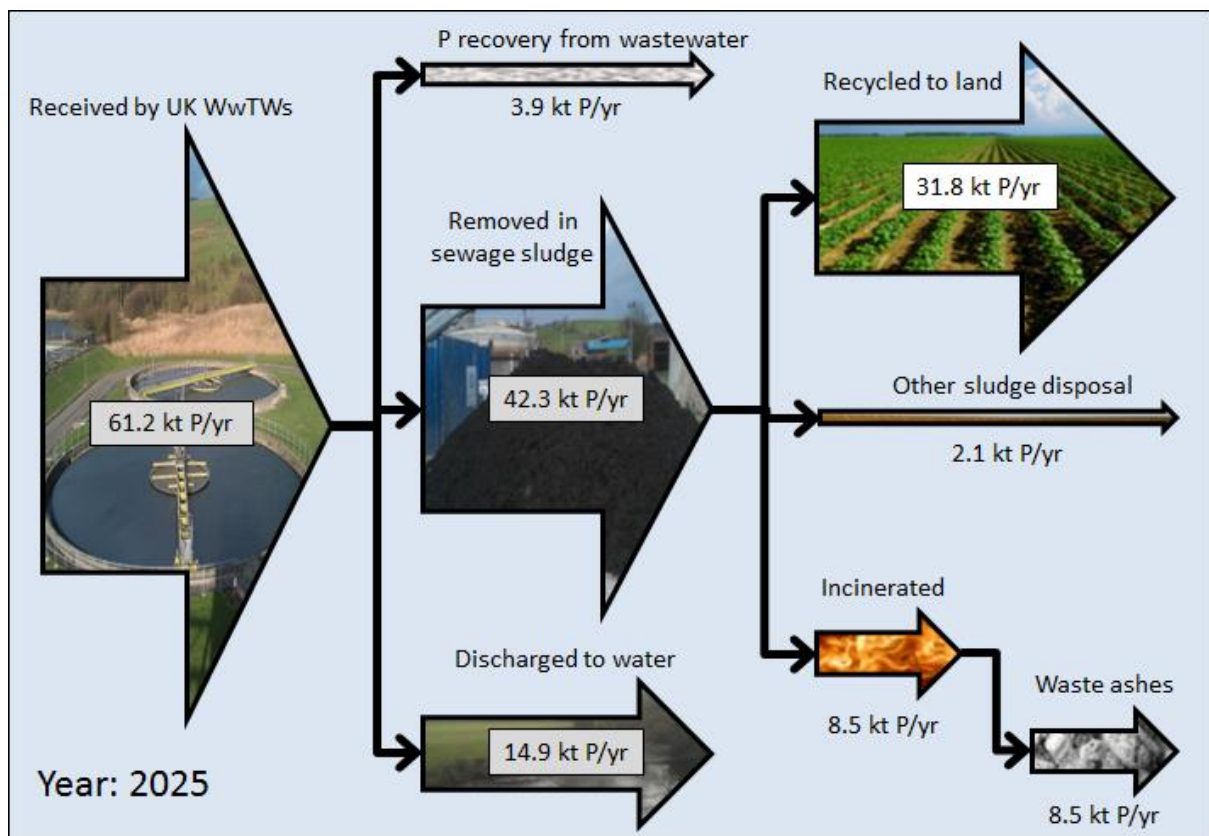 P recovery from wastewater
3.9 kt P/yr
Received by UK WwTWs
61.2 kt P/yr
Removed in
sewage sludge
42.3 kt P/yr
Discharged to water
14.9 kt P/yr
Recycled to land
31.8 kt P/yr
Other sludge disposal
2.1 kt P/yr
Incinerated
8.5 kt P/yr
Waste ashes
8.5 kt P/yr
Year: 2025